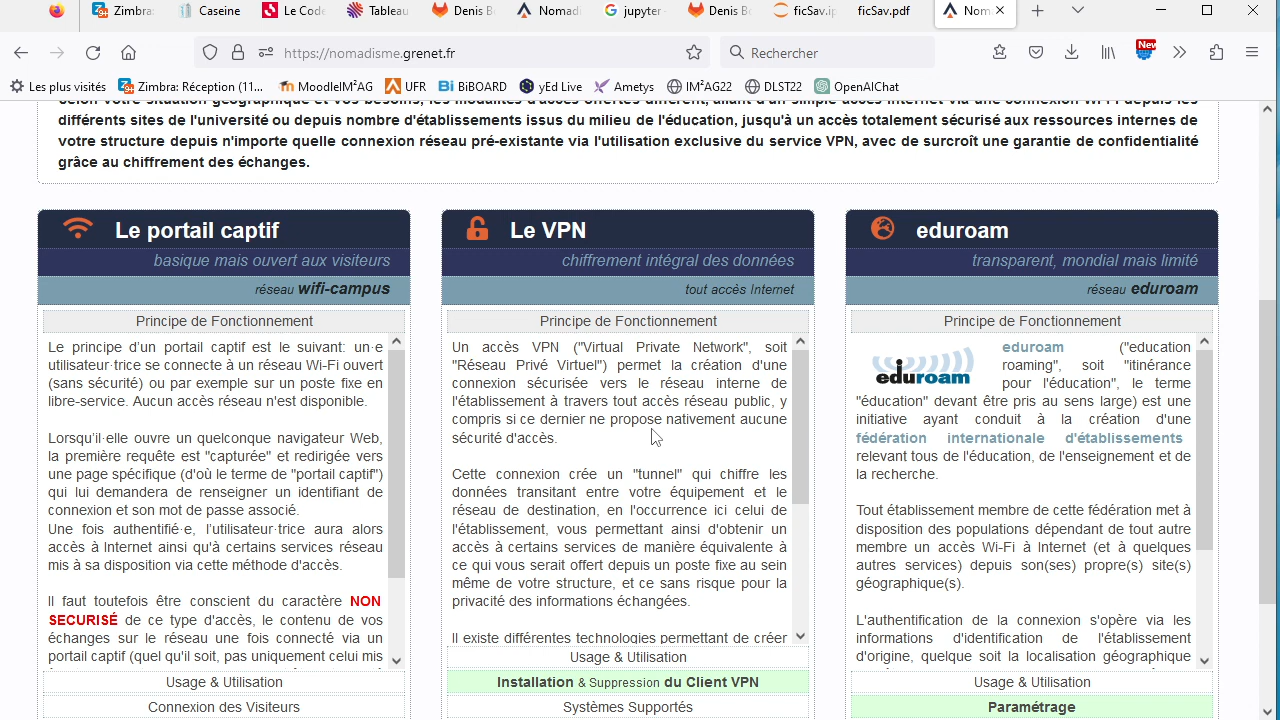 Zimbra:
Caseine
Le Code
Tableau
Denis B
Nomadi
jupyter -
Denis B
ficSav.ip
ficSav.pdf
Nom
https://nomadisme.grenet.fr
Rechercher
New
Les plus visités
Zimbra: Réception (11...
MoodleIM²AG
UFR
BiBOARD
yEd Live
Ametys
IM²AG22
DLST22
OpenAIChat
selon votre situation géographique et vos besoins, les modalités d'accès offertes diffèrent, allant d'un simple accès Internet via une connexion Wi-Fi depuis les
différents sites de l'université ou depuis nombre d'établissements issus du milieu de l'éducation, jusqu'à un accès totalement sécurisé aux ressources internes de
votre structure depuis n'importe quelle connexion réseau pré-existante via l'utilisation exclusive du service VPN, avec de surcroît une garantie de confidentialité
grâce au chiffrement des échanges.
Le portail captif
basique mais ouvert aux visiteurs
réseau wifi-campus
Principe de Fonctionnement
Le principe d'un portail captif est le suivant: un·e
utilisateur·trice se connecte à un réseau Wi-Fi ouvert
(sans sécurité) ou par exemple sur un poste fixe en
libre-service. Aucun accès réseau n'est disponible.
Lorsqu'il·elle ouvre un quelconque navigateur Web,
la première requête est "capturée" et redirigée vers
une page spécifique (d'où le terme de "portail captif")
qui lui demandera de renseigner un identifiant de
connexion et son mot de passe associé.
Une fois authentifié·e, l'utilisateur·trice aura alors
accès à Internet ainsi qu'à certains services réseau
mis à sa disposition via cette méthode d'accès.
Il faut toutefois être conscient du caractère NON
SECURISÉ de ce type d'accès, le contenu de vos
échanges sur le réseau une fois connecté via un
portail captif (quel qu'il soit, pas uniquement celui mis
Usage & Utilisation
Connexion des Visiteurs
Le VPN
chiffrement intégral des données
tout accès Internet
Principe de Fonctionnement
Un accès VPN ("Virtual Private Network", soit
"Réseau Privé Virtuel") permet la création d'une
connexion sécurisée vers le réseau interne de
l'établissement à travers tout accès réseau public, y
compris si ce dernier ne propose nativement aucune
sécurité d'accès.
Cette connexion crée un "tunnel" qui chiffre les
données transitant entre votre équipement et le
réseau de destination, en l'occurrence ici celui de
l'établissement, vous permettant ainsi d'obtenir un
accès à certains services de manière équivalente à
ce qui vous serait offert depuis un poste fixe au sein
même de votre structure, et ce sans risque pour la
privacité des informations échangées.
Il existe différentes technologies permettant de créer
Usage & Utilisation
Installation & Suppression du Client VPN
Systèmes Supportés
eduroam
transparent, mondial mais limité
réseau eduroam
Principe de Fonctionnement
eduroam
eduroam ("education
roaming", soit "itinérance
pour l'éducation", le terme
"éducation" devant être pris au sens large) est une
initiative ayant conduit à la création d'une
fédération internationale d'établissements
relevant tous de l'éducation, de l'enseignement et de
la recherche.
Tout établissement membre de cette fédération met à
disposition des populations dépendant de tout autre
membre un accès Wi-Fi à Internet (et à quelques
autres services) depuis son(ses) propre(s) site(s)
géographique(s).
L'authentification de la connexion s'opère via les
informations d'identification de l'établissement
d'origine, quelque soit la localisation géographique
Usage & Utilisation
Paramétrage